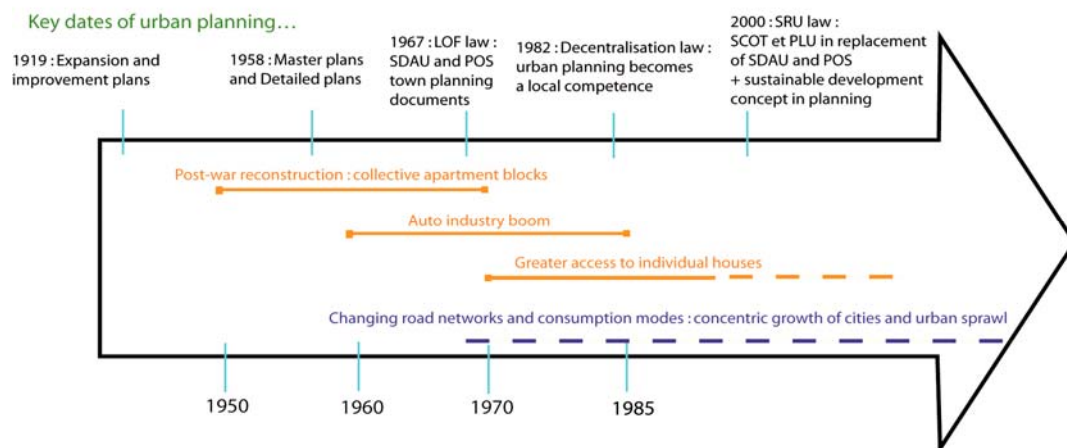 Key dates of urban planning...
1919 : Expansion and
improvement plans
1958 : Master plans
and Detailed plans
1967 : LOF law :
SDAU and POS
town planning
documents
1982 : Decentralisation law :
urban planning becomes
a local competence
2000 : SRU law :
SCOT et PLU in replacement
of SDAU and POS
+ sustainable development
concept in planning
Post-war reconstruction : collective apartment blocks
Auto industry boom
Greater access to individual houses
Changing road networks and consumption modes : concentric growth of cities and urban sprawl
1950
1960
1970
1985